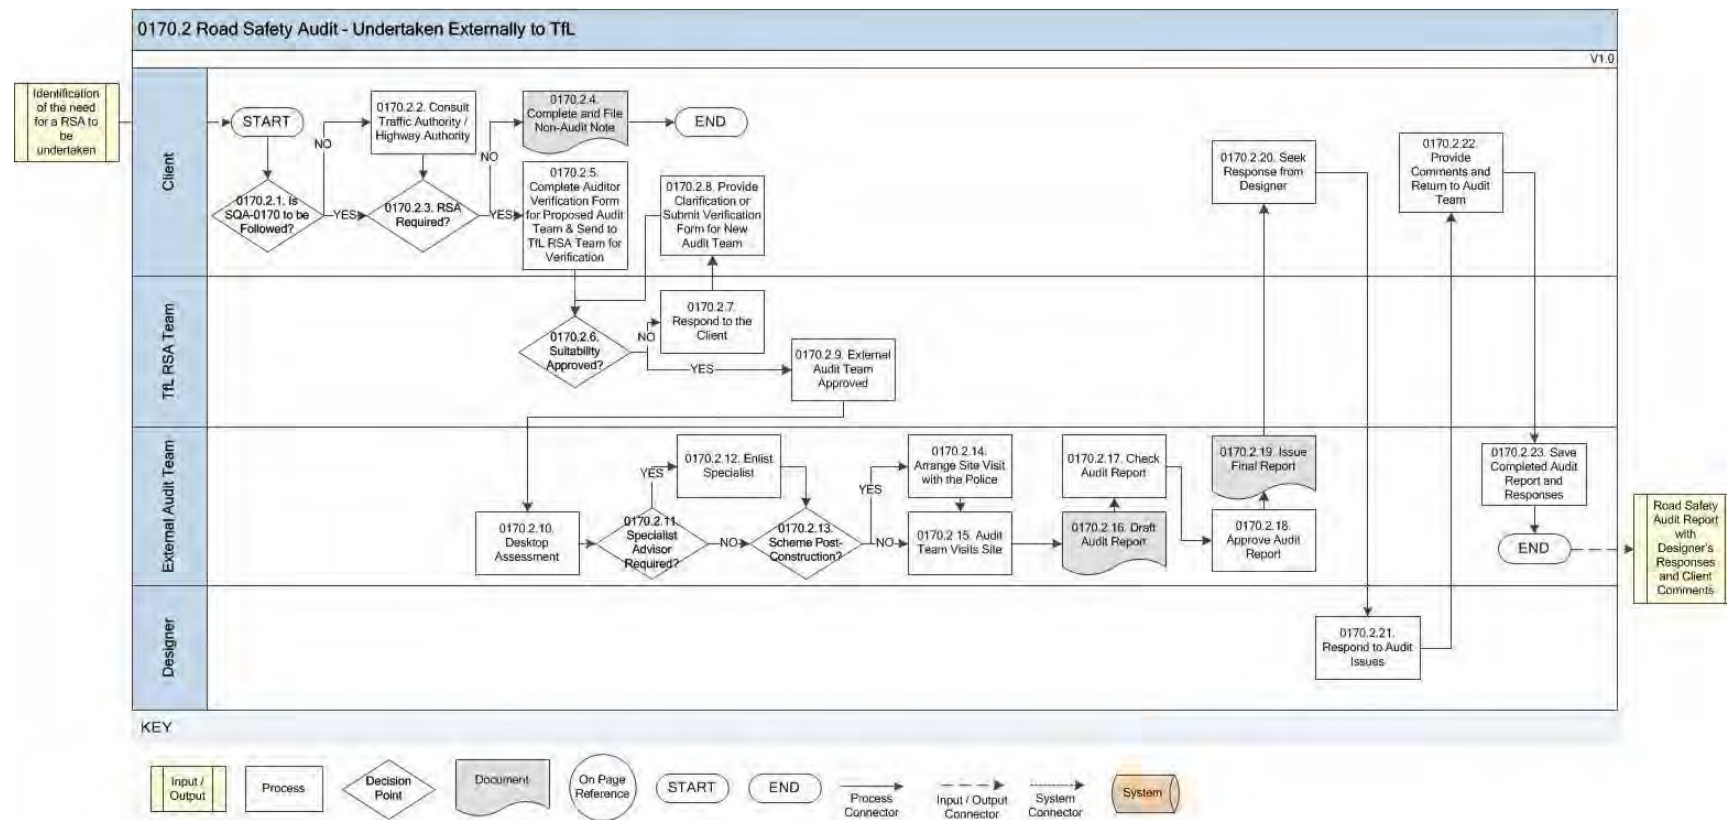 0170.2 Road Safety Audit - Undertaken Externally to TfL
V1.0
Identification
of the need
for a RSA to
be
undertaken
Client
START
0170.2.1. Is
SQA-0170 to be
Followed?
NO
YES
0170.2.2. Consult
Traffic Authority /
Highway Authority
0170.2.3. RSA
Required?
NO
YES
0170.2.4.
Complete and File
Non-Audit Note
END
0170.2.5.
Complete Auditor
Verification Form
for Proposed Audit
Team & Send to
TfL RSA Team for
Verification
0170.2.8. Provide
Clarification or
Submit Verification
Form for New
Audit Team
0170.2.20. Seek
Response from
Designer
0170.2.22.
Provide
Comments and
Return to Audit
Team
TfL RSA Team
0170.2.6.
Suitability
Approved?
NO
YES
0170.2.7.
Respond to the
Client
0170.2.9. External
Audit Team
Approved
External Audit Team
0170.2.10.
Desktop
Assessment
0170.2.11.
Specialist
Advisor
Required?
YES
NO
0170.2.12. Enlist
Specialist
0170.2.13.
Scheme Post-
Construction?
YES
NO
0170.2.14.
Arrange Site Visit
with the Police
0170.2 15. Audit
Team Visits Site
0170.2.17. Check
Audit Report
0170.2.16. Draft
Audit Report
0170.2.19. Issue
Final Report
0170.2.18.
Approve Audit
Report
0170.2.23. Save
Completed Audit
Report and
Responses
END
Road Safety
Audit Report
with
Designer's
Responses
and Client
Comments
Designer
0170.2.21.
Respond to Audit
Issues
KEY
Input /
Output
Process
Decision
Point
Document
On Page
Reference
START
END
Process
Connector
Input / Output
Connector
System
Connector
System